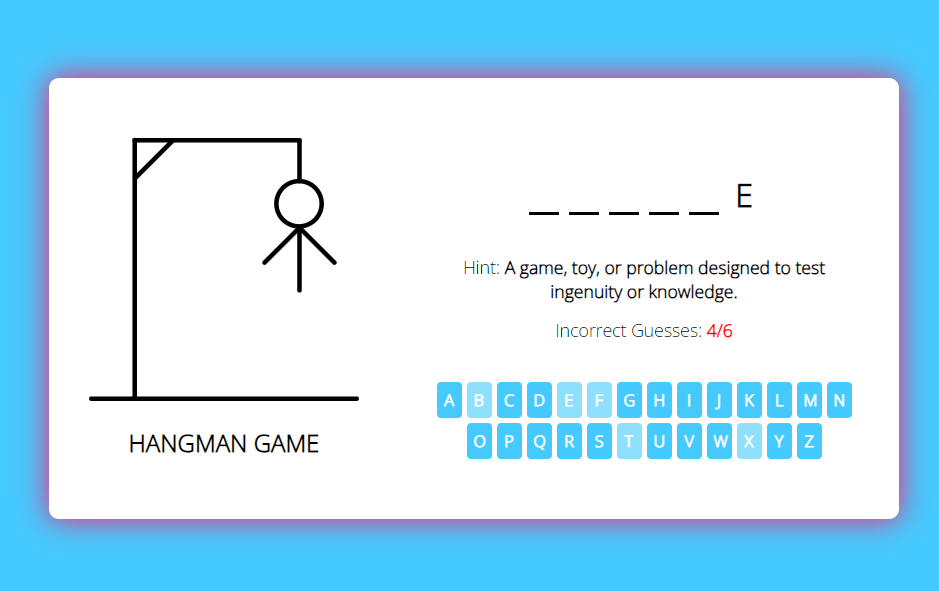 _ _ _ _ _ E
Hint: A game, toy, or problem designed to test
ingenuity or knowledge.
Incorrect Guesses: 4/6
A B C D E F G H I J K L M N
O P Q R S T U V W X Y Z
HANGMAN GAME